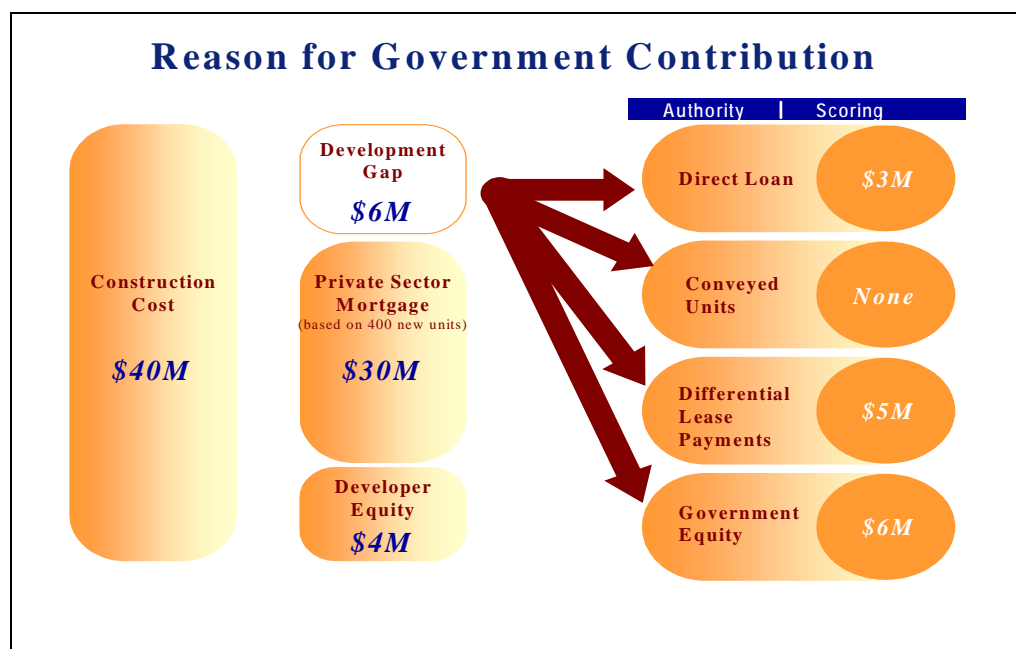 Reason for Government Contribution
Authority | Scoring
Construction
Cost
$40M
Development
Gap
$6M
Private Sector
Mortgage
(based on 400 new units)
$30M
Developer
Equity
$4M
Direct Loan
$3M
Conveyed
Units
None
Differential
Lease
Payments
$5M
Government
Equity
$6M